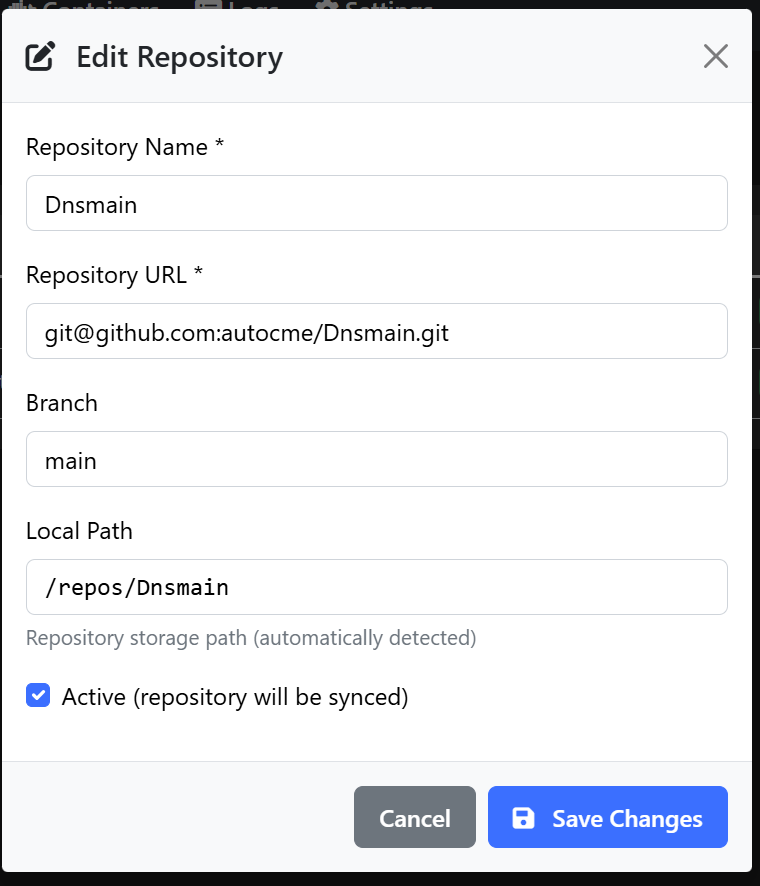 Containers Logs Settings
Edit Repository
Repository Name *
Dnsmain
Repository URL *
git@github.com:autocme/Dnsmain.git
Branch
main
Local Path
/repos/Dnsmain
Repository storage path (automatically detected)
Active (repository will be synced)
Cancel
Save Changes